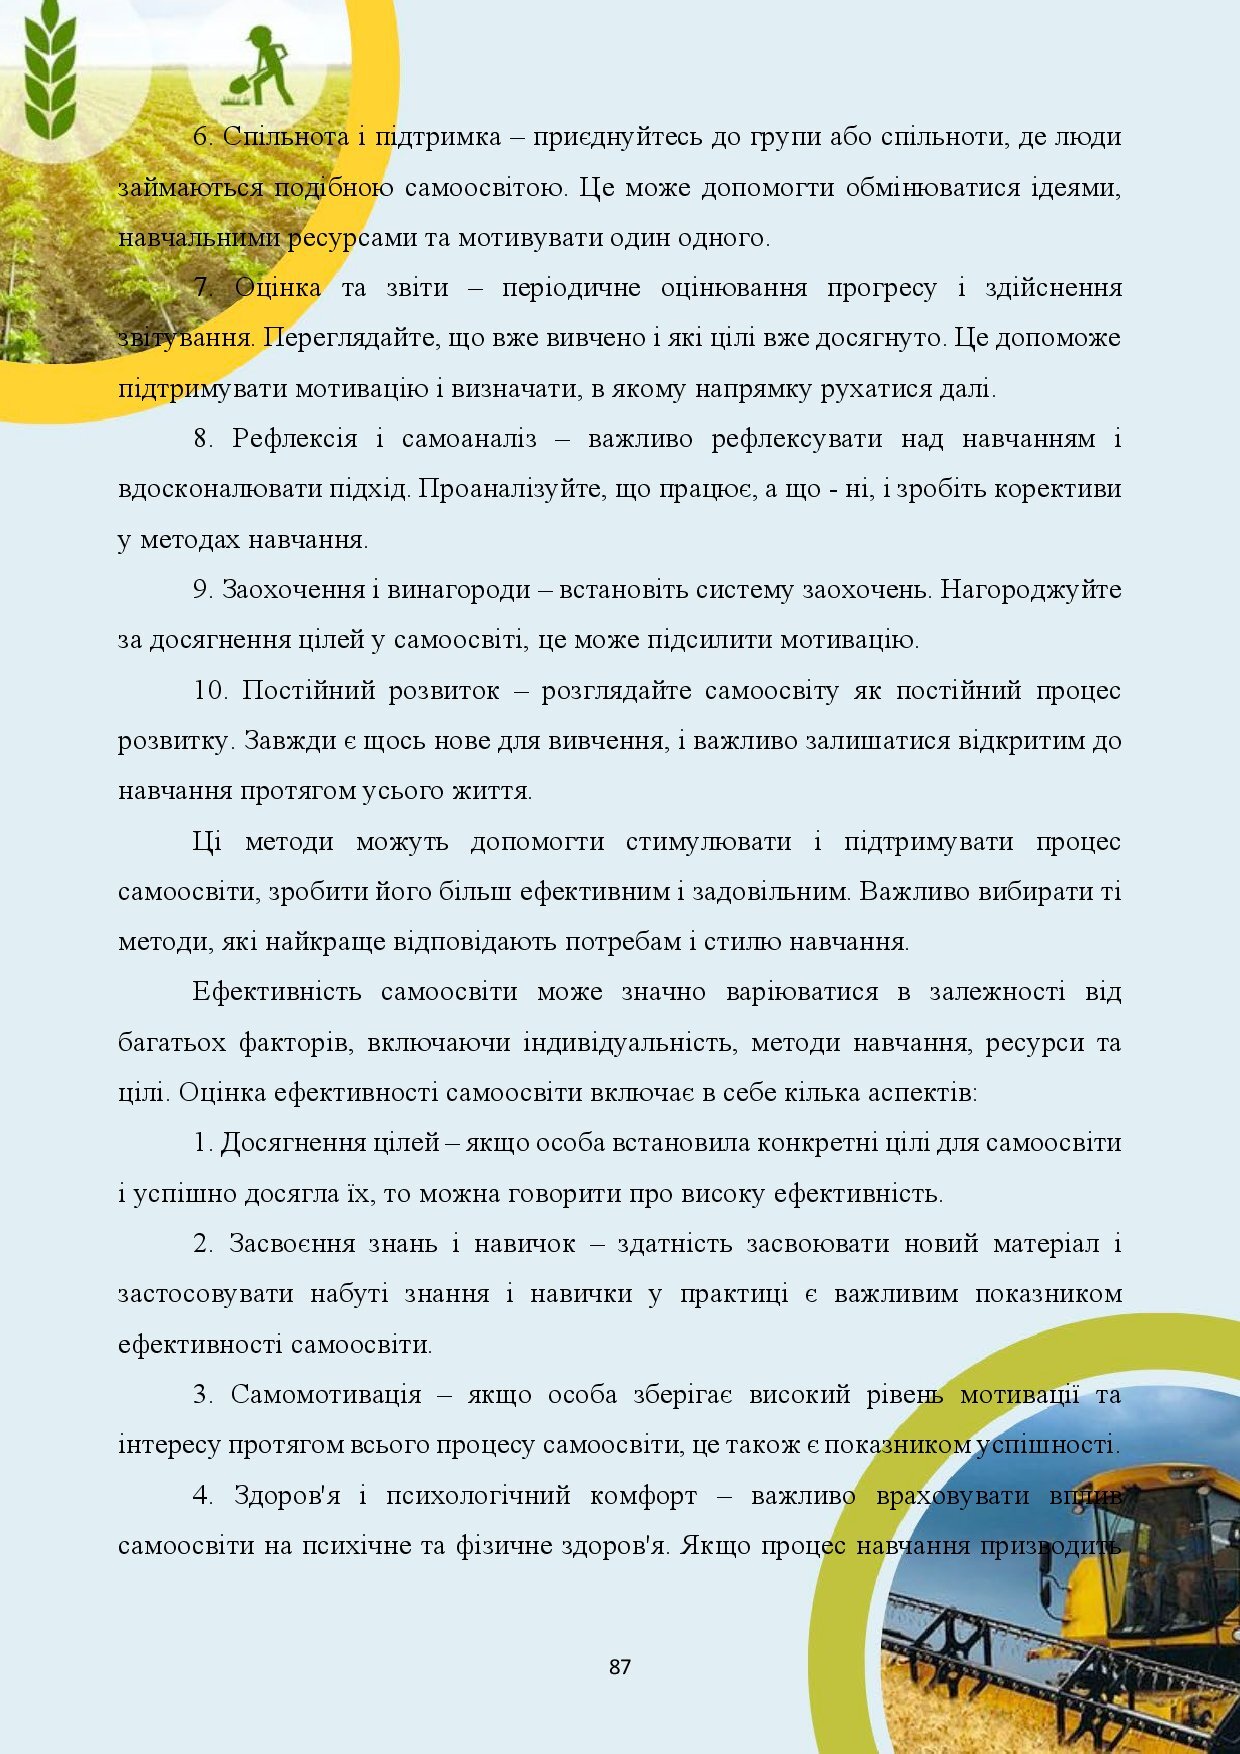 6. Спільнота і підтримка – приєднуйтесь до групи або спільноти, де люди
займаються подібною самоосвітою. Це може допомогти обмінюватися ідеями,
навчальними ресурсами та мотивувати один одного.
7. Оцінка та звіти – періодичне оцінювання прогресу і здійснення
звітування. Переглядайте, що вже вивчено і які цілі вже досягнуто. Це допоможе
підтримувати мотивацію і визначати, в якому напрямку рухатися далі.
8. Рефлексія і самоаналіз – важливо рефлексувати над навчанням і
вдосконалювати підхід. Проаналізуйте, що працює, а що - ні, і зробіть корективи
у методах навчання.
9. Заохочення і винагороди – встановіть систему заохочень. Нагороджуйте
за досягнення цілей у самоосвіті, це може підсилити мотивацію.
10. Постійний розвиток – розглядайте самоосвіту як постійний процес
розвитку. Завжди є щось нове для вивчення, і важливо залишатися відкритим до
навчання протягом усього життя.
Ці методи можуть допомогти стимулювати і підтримувати процес
самоосвіти, зробити його більш ефективним і задовільним. Важливо вибирати ті
методи, які найкраще відповідають потребам і стилю навчання.
Ефективність самоосвіти може значно варіюватися в залежності від
багатьох факторів, включаючи індивідуальність, методи навчання, ресурси та
цілі. Оцінка ефективності самоосвіти включає в себе кілька аспектів:
1. Досягнення цілей – якщо особа встановила конкретні цілі для самоосвіти
і успішно досягла їх, то можна говорити про високу ефективність.
2. Засвоєння знань і навичок – здатність засвоювати новий матеріал і
застосовувати набуті знання і навички у практиці є важливим показником
ефективності самоосвіти.
3. Самомотивація – якщо особа зберігає високий рівень мотивації та
інтересу протягом всього процесу самоосвіти, це також є показником успішності.
4. Здоров'я і психологічний комфорт – важливо враховувати вплив
самоосвіти на психічне та фізичне здоров'я. Якщо процес навчання призводить
87